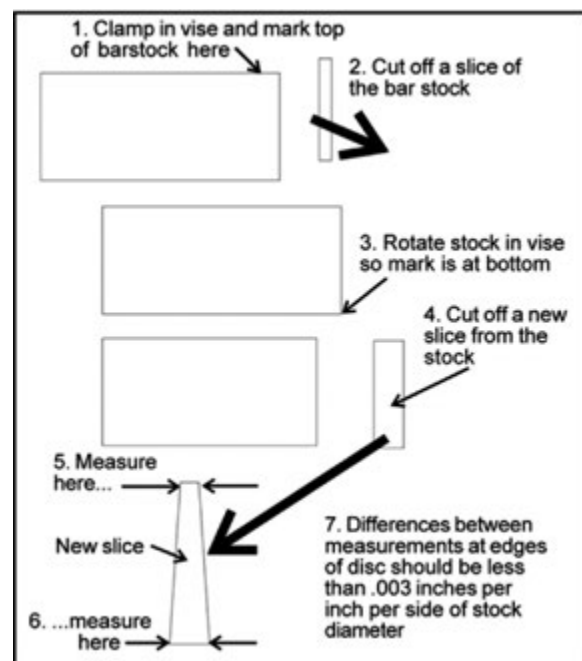 1. Clamp in vise and mark top
of barstock here
2. Cut off a slice of
the bar stock
3. Rotate stock in vise
so mark is at bottom
4. Cut off a new
slice from the
stock
5. Measure
here...
New slice
6. ...measure
here
7. Differences between
measurements at edges
of disc should be less
than .003 inches per
inch per side of stock
diameter